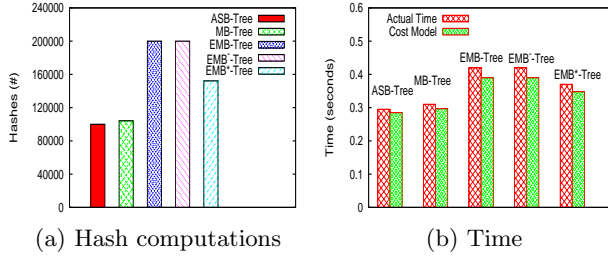 240000
200000
160000
120000
80000
40000
0
Hashes (#)
ASB-Tree
MB-Tree
EMB-Tree
EMB⁻-Tree
EMB*-Tree
(a) Hash computations
0.6
0.5
0.4
0.3
0.2
0.1
0
Time (seconds)
Actual Time
Cost Model
ASB-Tree
MB-Tree
EMB-Tree
EMB⁻-Tree
EMB*-Tree
(b) Time